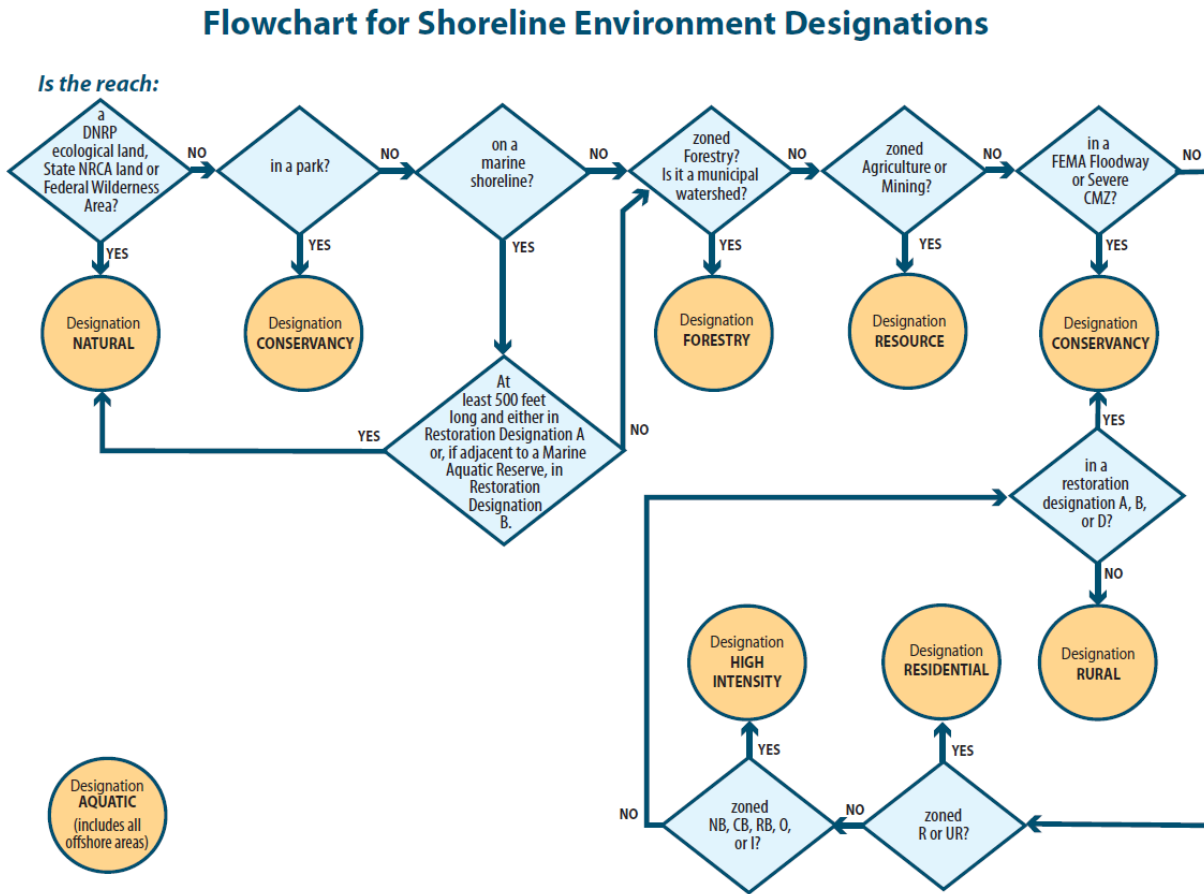 Flowchart for Shoreline Environment Designations
Is the reach:
a
DNRP
ecological land,
State NRCA land or
Federal Wilderness
Area?
NO
YES
in a park?
NO
YES
on a
marine
shoreline?
NO
YES
zoned
Forestry?
Is it a municipal
watershed?
NO
YES
zoned
Agriculture or
Mining?
NO
YES
in a
FEMA Floodway
or Severe
CMZ?
NO
YES
Designation
NATURAL
Designation
CONSERVANCY
Designation
FORESTRY
Designation
RESOURCE
Designation
CONSERVANCY
At
least 500 feet
long and either in
Restoration Designation A
or, if adjacent to a Marine
Aquatic Reserve, in
Restoration
Designation
B.
YES
NO
YES
in a
restoration
designation A, B,
or D?
NO
Designation
HIGH
INTENSITY
Designation
RESIDENTIAL
Designation
RURAL
YES
YES
Designation
AQUATIC
(includes all
offshore areas)
NO
zoned
NB, CB, RB, O,
or I?
NO
zoned
R or UR?